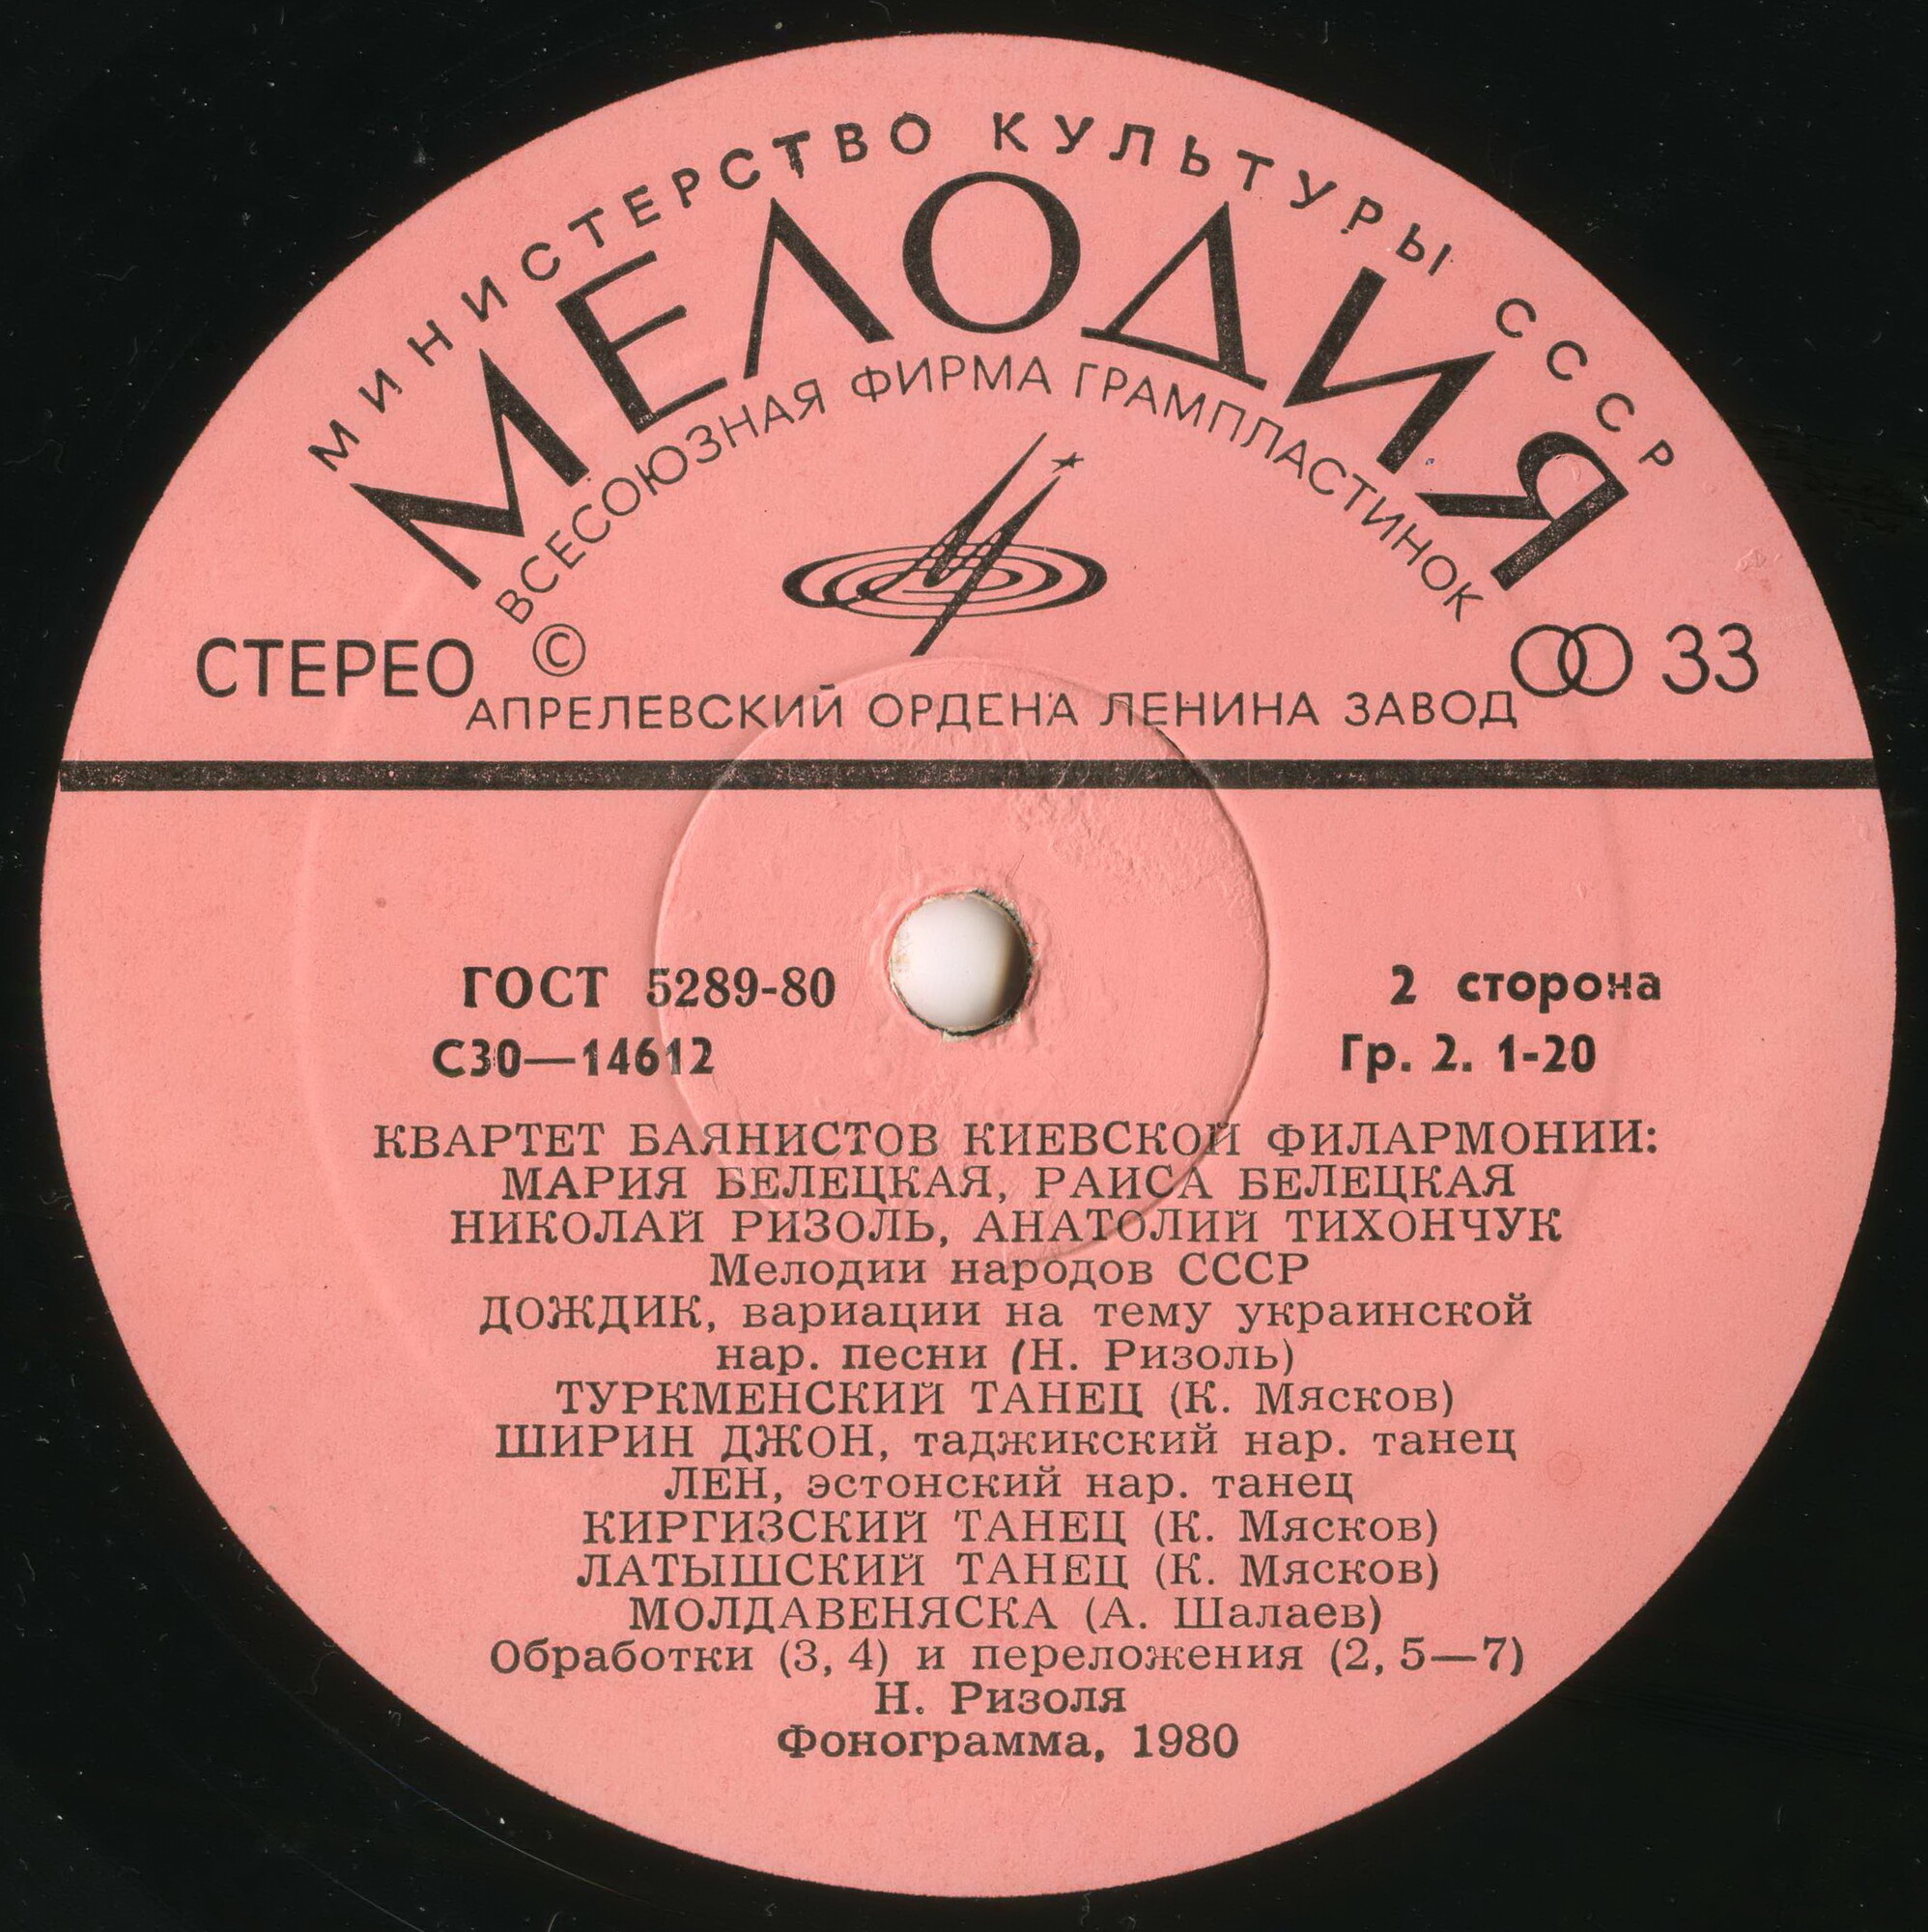 МИНИСТЕРСТВО КУЛЬТУРЫ СССР
МЕЛОДИЯ
ВСЕСОЮЗНАЯ ФИРМА ГРАМПЛАСТИНОК
СТЕРЕО © 33
АПРЕЛЕВСКИЙ ОРДЕНА ЛЕНИНА ЗАВОД
ГОСТ 5289-80 2 сторона
С30—14612 Гр. 2. 1-20
КВАРТЕТ БАЯНИСТОВ КИЕВСКОЙ ФИЛАРМОНИИ:
МАРИЯ БЕЛЕЦКАЯ, РАИСА БЕЛЕЦКАЯ
НИКОЛАЙ РИЗОЛЬ, АНАТОЛИЙ ТИХОНЧУК
Мелодии народов СССР
ДОЖДИК, вариации на тему украинской
нар. песни (Н. Ризоль)
ТУРКМЕНСКИЙ ТАНЕЦ (К. Мясков)
ШИРИН ДЖОН, таджикский нар. танец
ЛЕН, эстонский нар. танец
КИРГИЗСКИЙ ТАНЕЦ (К. Мясков)
ЛАТЫШСКИЙ ТАНЕЦ (К. Мясков)
МОЛДАВЕНЯСКА (А. Шалаев)
Обработки (3, 4) и переложения (2, 5—7)
Н. Ризоля
Фонограмма, 1980